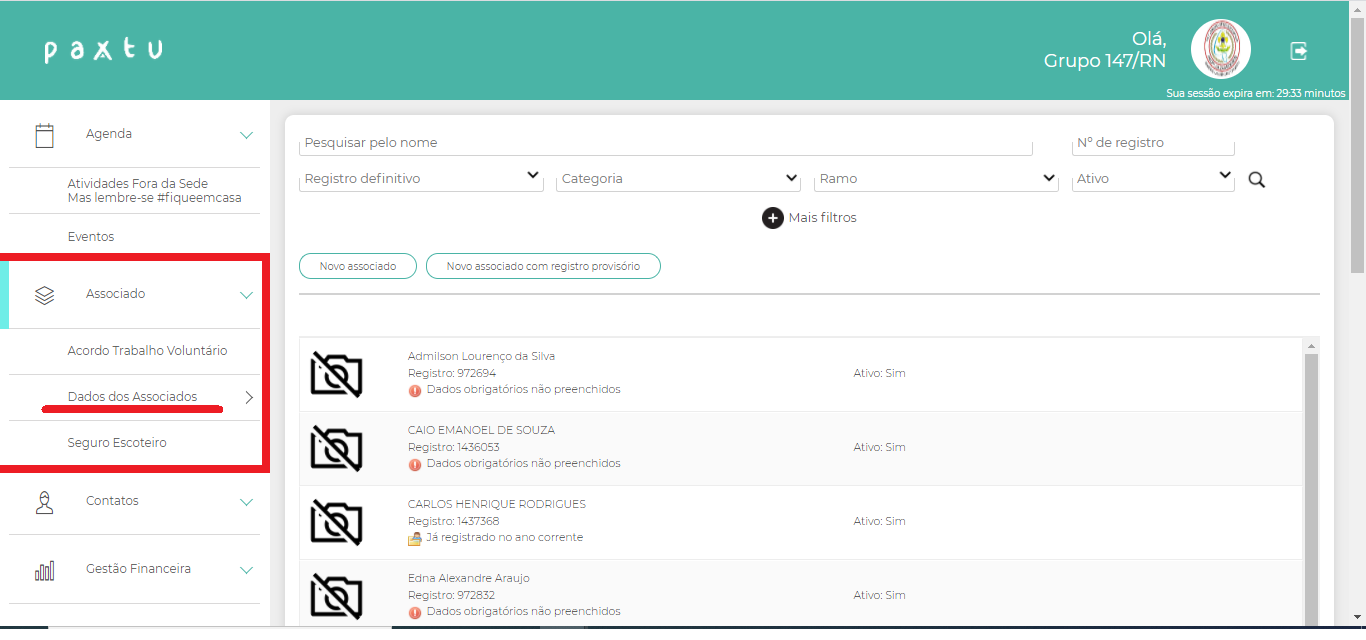 paxtu
Olá,
Grupo 147/RN
Sua sessão expira em: 29:33 minutos
Agenda
Atividades Fora da Sede
Mas lembre-se #fiqueemcasa
Eventos
Associado
Acordo Trabalho Voluntário
Dados dos Associados
Seguro Escoteiro
Contatos
Gestão Financeira
Pesquisar pelo nome
Nº de registro
Registro definitivo
Categoria
Ramo
Ativo
Mais filtros
Novo associado
Novo associado com registro provisório
Admilson Lourenço da Silva
Registro: 972694
Ativo: Sim
Dados obrigatórios não preenchidos
CAIO EMANOEL DE SOUZA
Registro: 1436053
Ativo: Sim
Dados obrigatórios não preenchidos
CARLOS HENRIQUE RODRIGUES
Registro: 1437368
Ativo: Sim
Já registrado no ano corrente
Edna Alexandre Araujo
Registro: 972832
Ativo: Sim
Dados obrigatórios não preenchidos